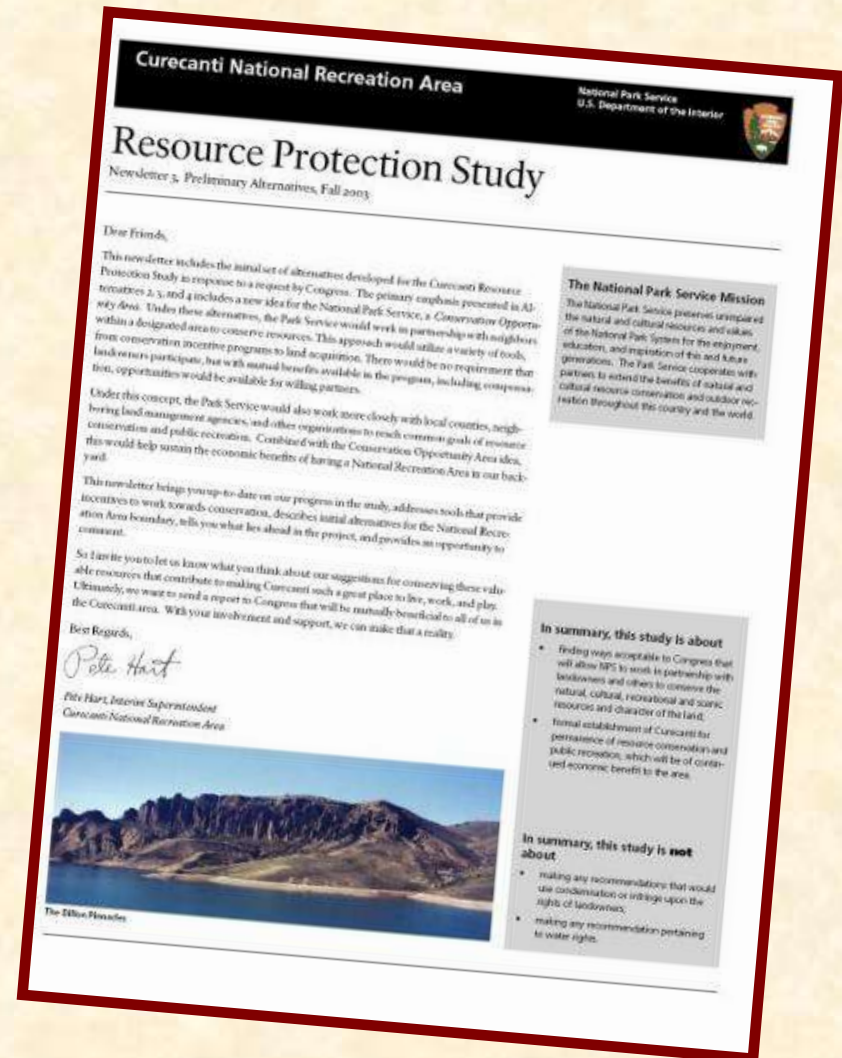 Curecanti National Recreation Area
National Park Service
U.S. Department of the Interior
Resource Protection Study
Newsletter 3, Preliminary Alternatives, Fall 2003
Dear Friends,
This newsletter includes the initial set of alternatives developed for the Curecanti Resource
Protection Study in response to a request by Congress. The primary emphasis presented in Al-
ternatives 2, 3, and 4 includes a new idea for the National Park Service, a Conservation Opportu-
nity Area. Under these alternatives, the Park Service would work in partnership with neighbors
within a designated area to conserve resources. This approach would utilize a variety of tools,
from conservation incentive programs to land acquisition. There would be no requirement that
landowners participate, but with mutual benefits available in the program, including compensa-
tion, opportunities would be available for willing partners.
Under this concept, the Park Service would also work more closely with local counties, neigh-
boring land management agencies, and other organizations to reach common goals of resource
conservation and public recreation. Combined with the Conservation Opportunity Area idea,
this would help sustain the economic benefits of having a National Recreation Area in our back-
yard.
This newsletter brings you up-to-date on our progress in the study, addresses tools that provide
incentives to work towards conservation, describes initial alternatives for the National Recre-
ation Area boundary, tells you what lies ahead in the project, and provides an opportunity to
comment.
So I invite you to let us know what you think about our suggestions for conserving these valu-
able resources that contribute to making Curecanti such a great place to live, work, and play.
Ultimately, we want to send a report to Congress that will be mutually beneficial to all of us in
the Curecanti area. With your involvement and support, we can make that a reality.
Best Regards,
Pete Hart
Pete Hart, Interim Superintendent
Curecanti National Recreation Area
The Dillon Pinnacles
The National Park Service Mission
The National Park Service preserves unimpaired
the natural and cultural resources and values
of the National Park System for the enjoyment,
education, and inspiration of this and future
generations. The Park Service cooperates with
partners to extend the benefits of natural and
cultural resource conservation and outdoor rec-
reation throughout this country and the world.
In summary, this study is about
• finding ways acceptable to Congress that
will allow NPS to work in partnership with
landowners and others to conserve the
natural, cultural, recreational and scenic
resources and character of the land;
• formal establishment of Curecanti for
permanence of resource conservation and
public recreation, which will be of contin-
ued economic benefit to the area.
In summary, this study is not
about
• making any recommendations that would
use condemnation or infringe upon the
rights of landowners;
• making any recommendation pertaining
to water rights.